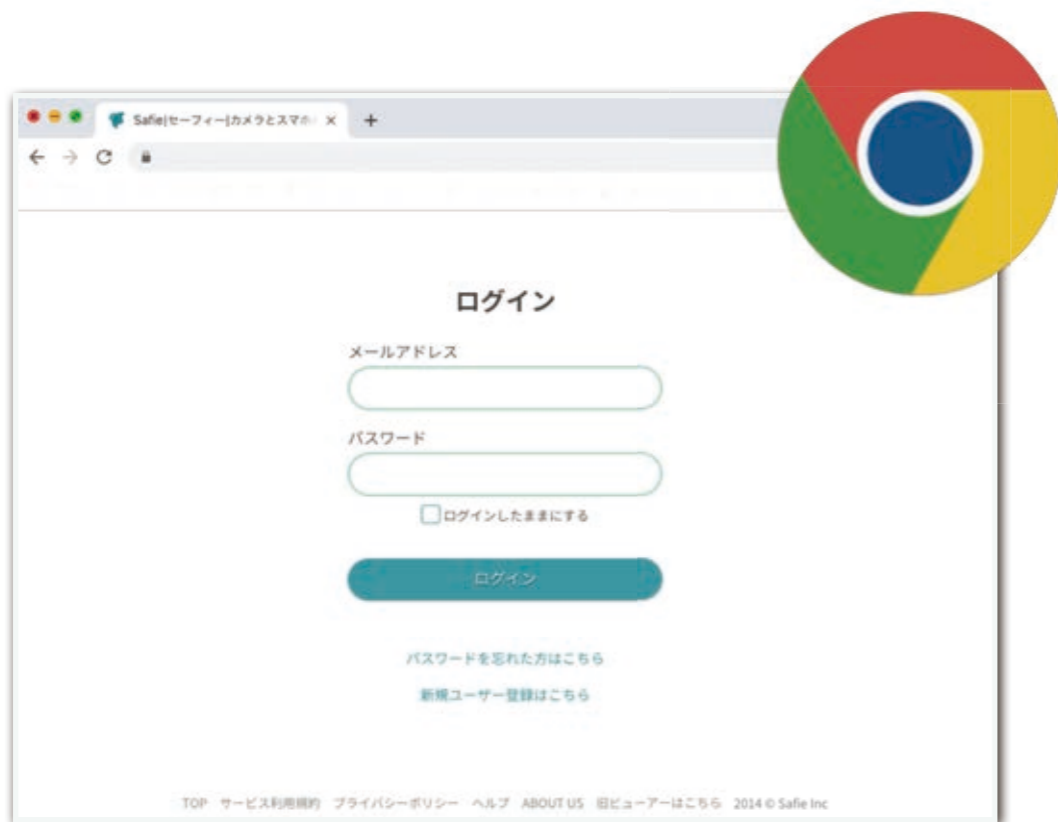 Safie|セーフィー|カメラとスマホ
ログイン
メールアドレス
パスワード
ログインしたままにする
ログイン
パスワードを忘れた方はこちら
新規ユーザー登録はこちら
TOP サービス利用規約 プライバシーポリシー ヘルプ ABOUT US 旧ビューアーはこちら 2014 © Safie Inc